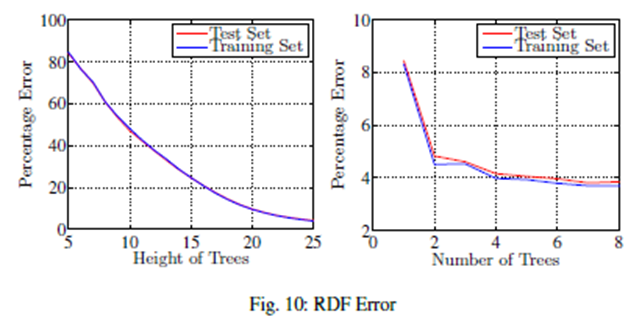 100
80
60
40
20
0
5
10
15
20
25
Percentage Error
Height of Trees
Test Set
Training Set
10
8
6
4
2
0
2
4
6
8
Percentage Error
Number of Trees
Test Set
Training Set
Fig. 10: RDF Error